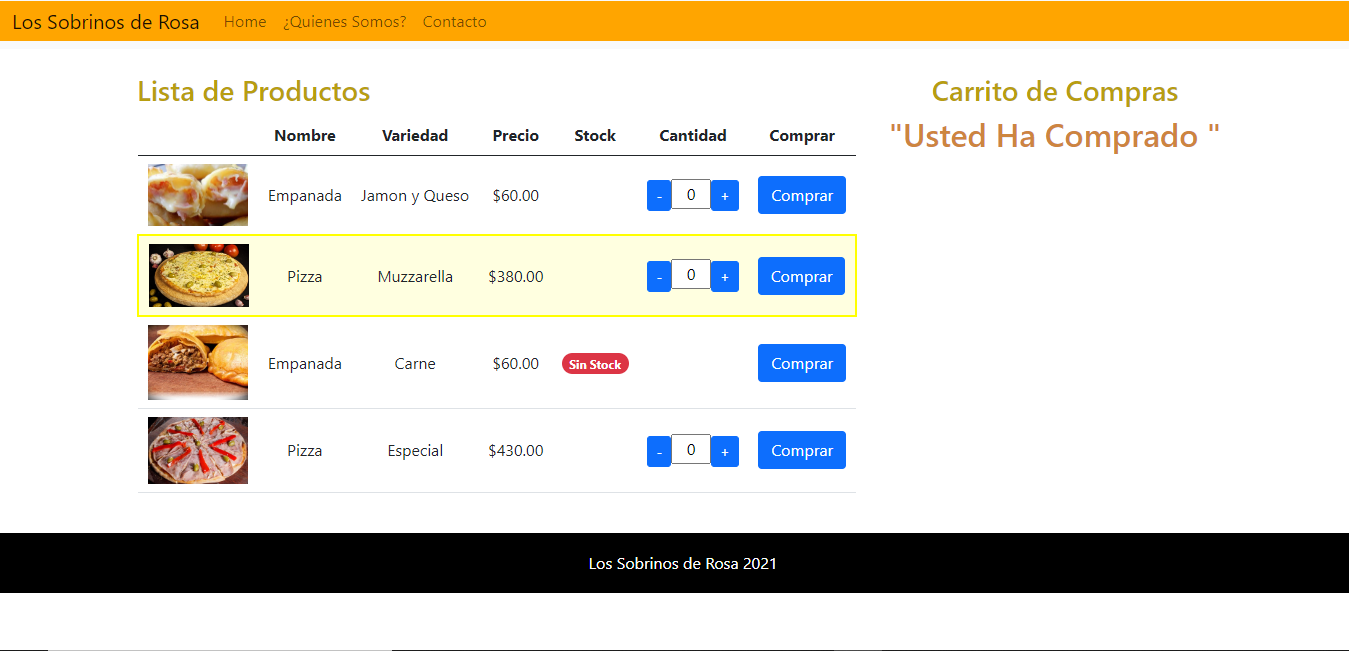 Los Sobrinos de Rosa Home ¿Quienes Somos? Contacto
Lista de Productos
Nombre Variedad Precio Stock Cantidad Comprar
Empanada Jamon y Queso $60.00 - 0 + Comprar
Pizza Muzzarella $380.00 - 0 + Comprar
Empanada Carne $60.00 Sin Stock Comprar
Pizza Especial $430.00 - 0 + Comprar
Carrito de Compras
"Usted Ha Comprado "
Los Sobrinos de Rosa 2021